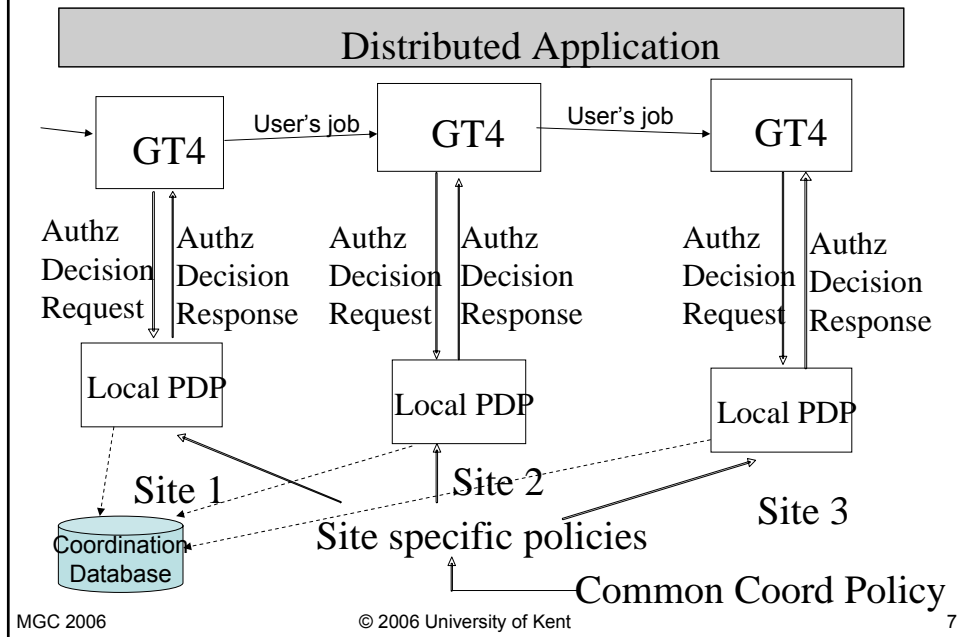 Distributed Application
GT4
User's job
GT4
User's job
GT4
Authz
Decision
Request
Authz
Decision
Response
Authz
Decision
Request
Authz
Decision
Response
Authz
Decision
Request
Authz
Decision
Response
Local PDP
Local PDP
Local PDP
Site 1
Site 2
Site 3
Coordination
Database
Site specific policies
Common Coord Policy
MGC 2006
© 2006 University of Kent
7